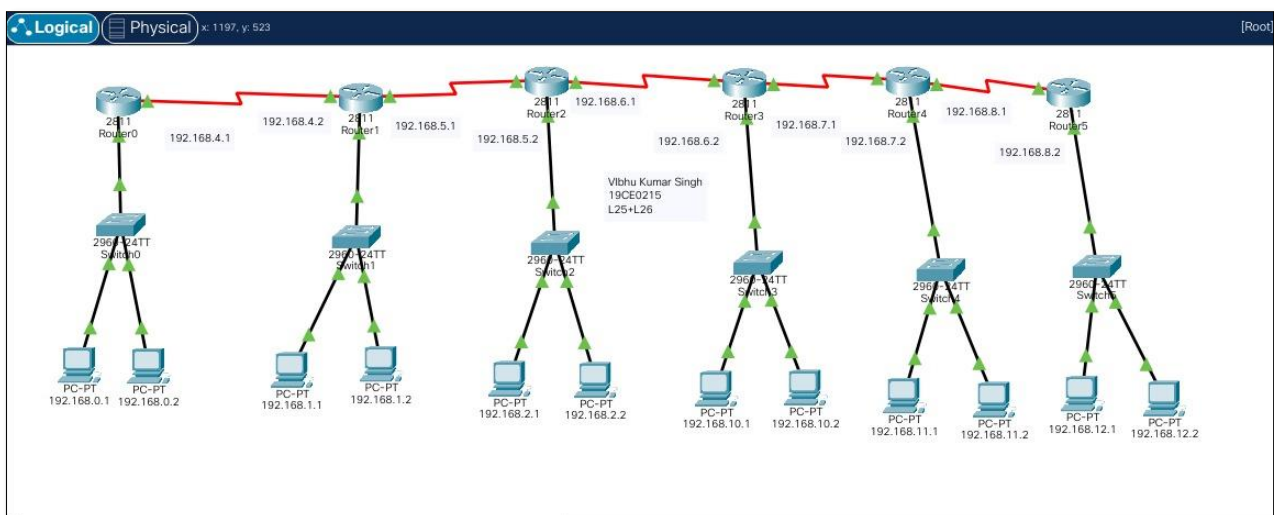 Logical
Physical
x: 1197, y: 523
[Root]
2811
Router0
192.168.4.1
192.168.4.2
2811
Router1
192.168.5.1
192.168.5.2
2811
Router2
192.168.6.1
192.168.6.2
2811
Router3
192.168.7.1
192.168.7.2
2811
Router4
192.168.8.1
192.168.8.2
2811
Router5
VIbhu Kumar Singh
19CE0215
L25+L26
2960-24TT
Switch0
2960-24TT
Switch1
2960-24TT
Switch2
2960-24TT
Switch3
2960-24TT
Switch4
2960-24TT
Switch5
PC-PT
192.168.0.1
PC-PT
192.168.0.2
PC-PT
192.168.1.1
PC-PT
192.168.1.2
PC-PT
192.168.2.1
PC-PT
192.168.2.2
PC-PT
192.168.10.1
PC-PT
192.168.10.2
PC-PT
192.168.11.1
PC-PT
192.168.11.2
PC-PT
192.168.12.1
PC-PT
192.168.12.2